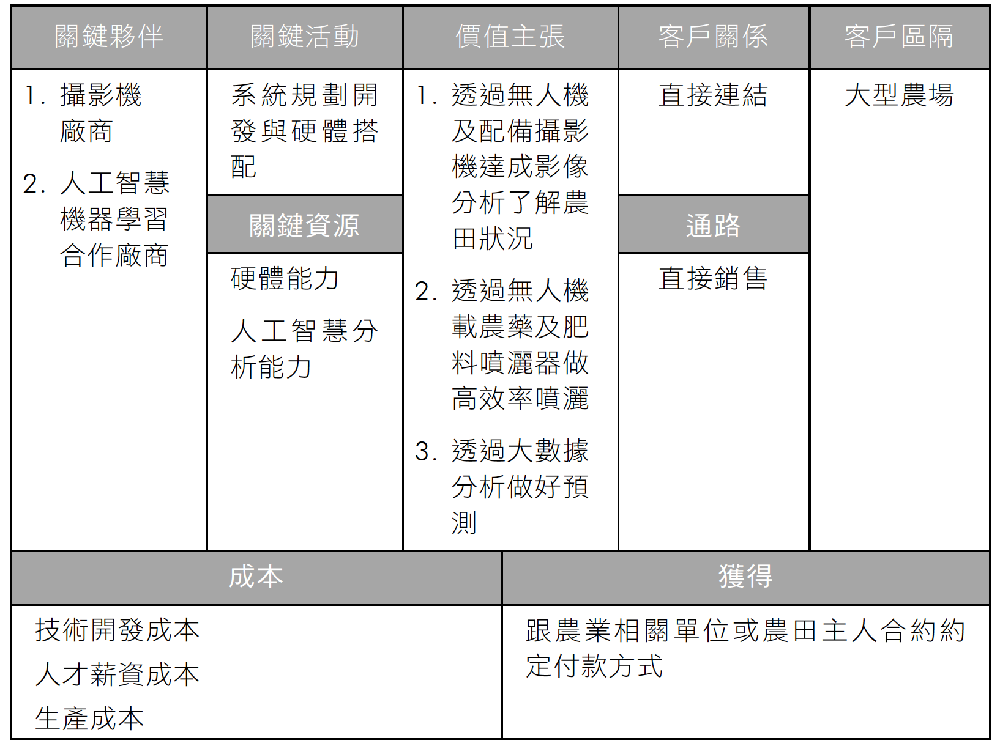 關鍵夥伴
1. 攝影機
廠商
2. 人工智慧
機器學習
合作廠商
關鍵活動
系統規劃開
發與硬體搭
配
關鍵資源
硬體能力
人工智慧分
析能力
價值主張
1. 透過無人機
及配備攝影
機達成影像
分析了解農
田狀況
2. 透過無人機
載農藥及肥
料噴灑器做
高效率噴灑
3. 透過大數據
分析做好預
測
客戶關係
直接連結
通路
直接銷售
客戶區隔
大型農場
成本
技術開發成本
人才薪資成本
生產成本
獲得
跟農業相關單位或農田主人合約約
定付款方式